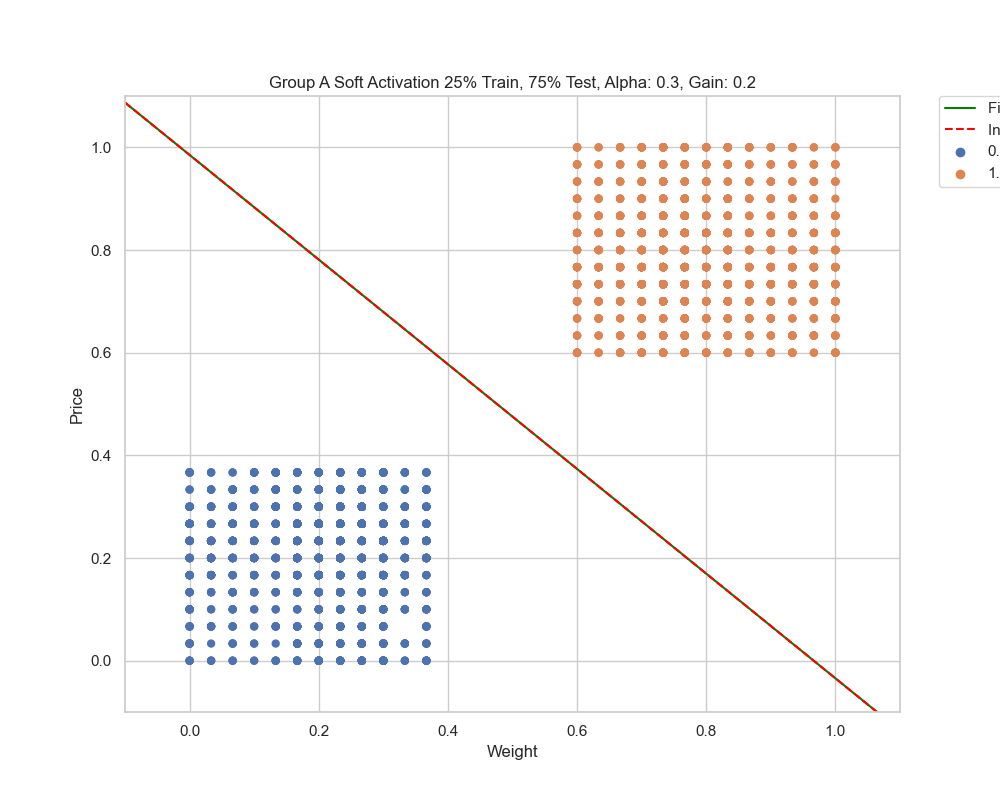 Group A Soft Activation 25% Train, 75% Test, Alpha: 0.3, Gain: 0.2
Fi
In
0.
1.
1.0
0.8
0.6
0.4
0.2
0.0
Price
0.0 0.2 0.4 0.6 0.8 1.0
Weight